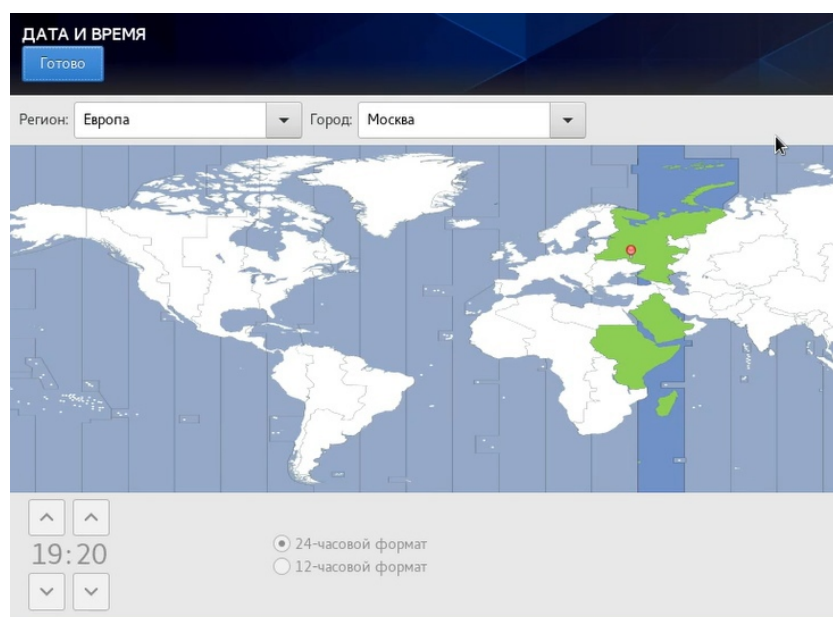 ДАТА И ВРЕМЯ
Готово
Регион: Европа Город: Москва
19:20
24-часовой формат
12-часовой формат